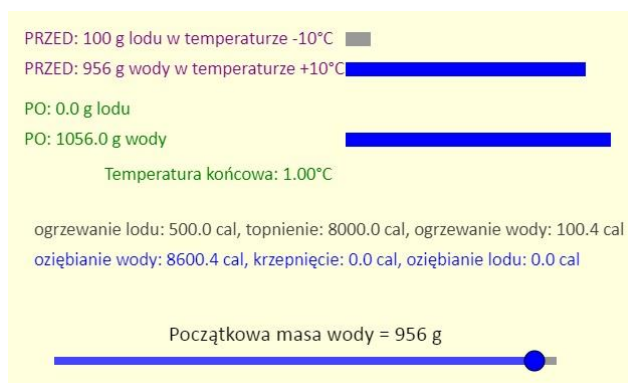 PRZED: 100 g lodu w temperaturze -10°C
PRZED: 956 g wody w temperaturze +10°C
PO: 0.0 g lodu
PO: 1056.0 g wody
Temperatura końcowa: 1.00°C
ogrzewanie lodu: 500.0 cal, topnienie: 8000.0 cal, ogrzewanie wody: 100.4 cal
oziębianie wody: 8600.4 cal, krzepnięcie: 0.0 cal, oziębianie lodu: 0.0 cal
Początkowa masa wody = 956 g